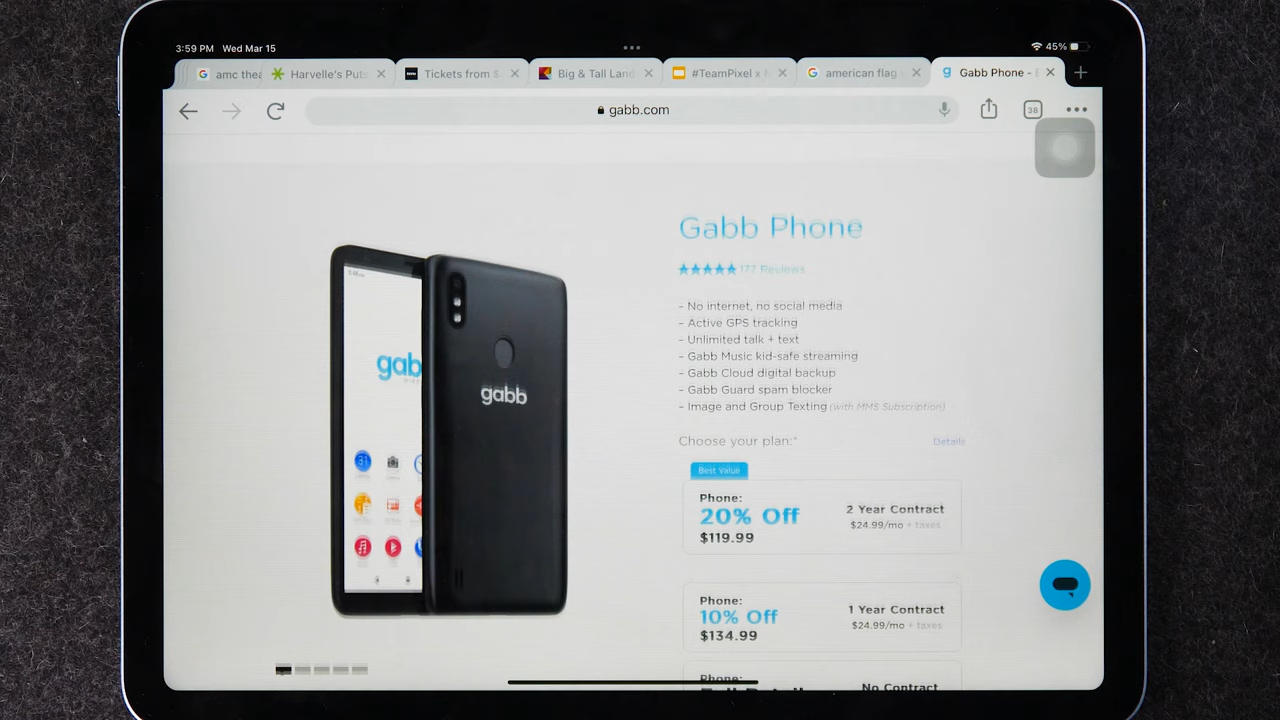 3:59 PM Wed Mar 15
45%
amc thea
Harvelle's Puts
Tickets from S
Big & Tall Land
#TeamPixel x
american flag
Gabb Phone -
gabb.com
38
Gabb Phone
177 Reviews
- No internet, no social media
- Active GPS tracking
- Unlimited talk + text
- Gabb Music kid-safe streaming
- Gabb Cloud digital backup
- Gabb Guard spam blocker
- Image and Group Texting (with MMS Subscription)
Choose your plan:*
Details
Best Value
Phone:
20% Off
$119.99
2 Year Contract
$24.99/mo + taxes
Phone:
10% Off
$134.99
1 Year Contract
$24.99/mo + taxes
Phone:
No Contract
gab
gabb
31